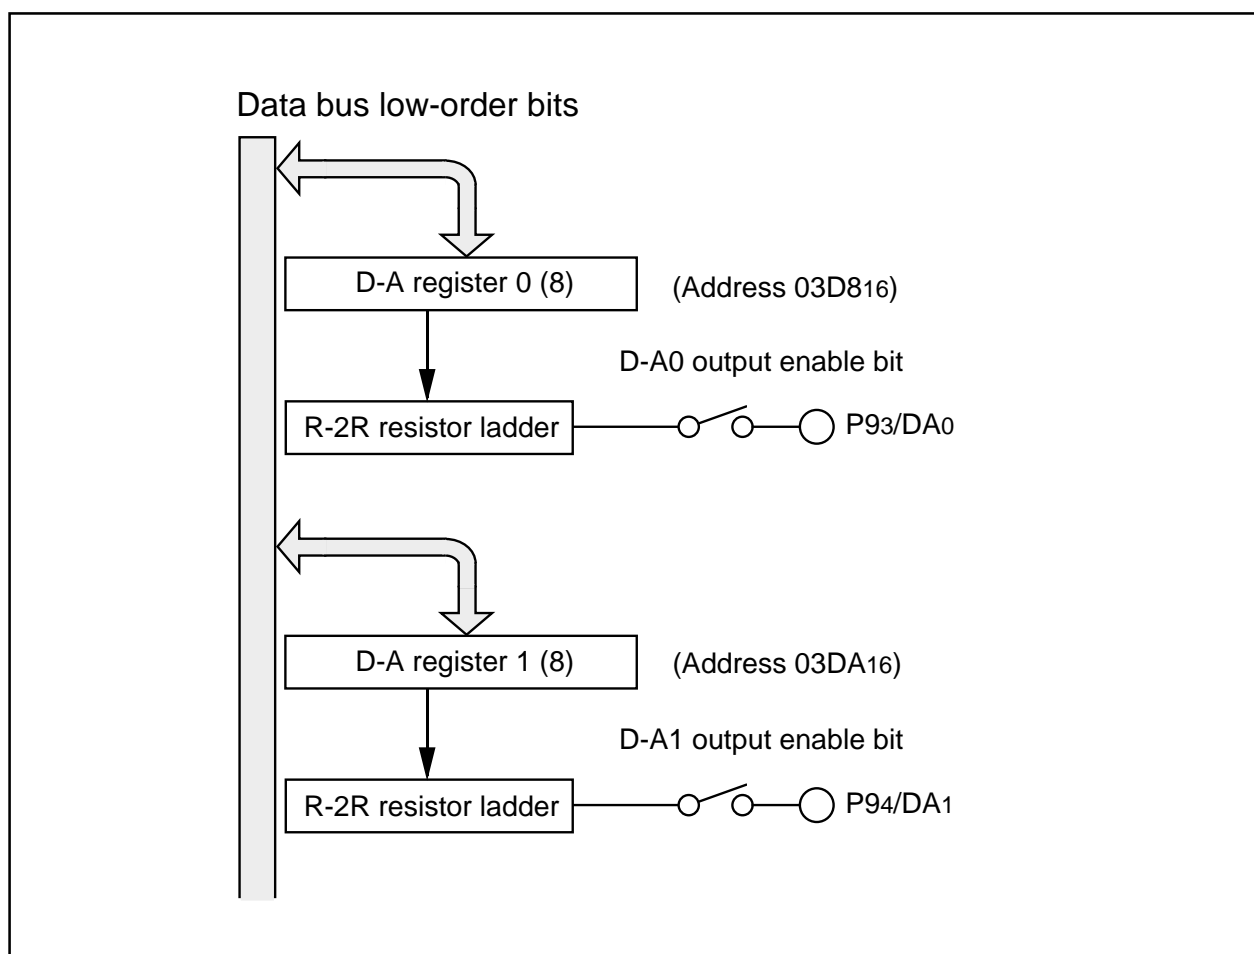 Data bus low-order bits
D-A register 0 (8)
(Address 03D816)
D-A0 output enable bit
R-2R resistor ladder
P93/DA0
D-A register 1 (8)
(Address 03DA16)
D-A1 output enable bit
R-2R resistor ladder
P94/DA1